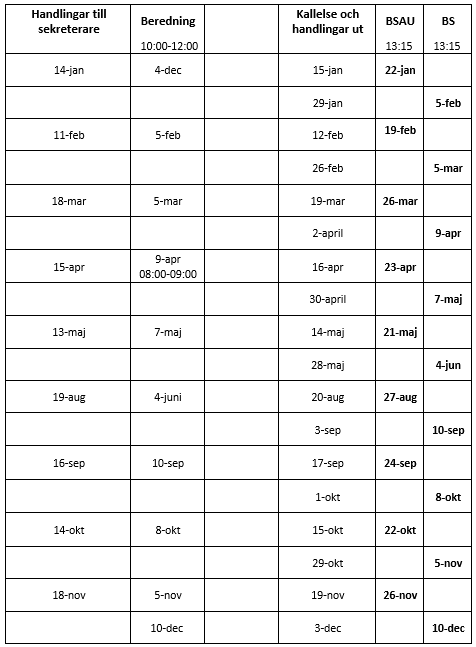 Handlingar till sekreterare Beredning 10:00-12:00 Kallelse och handlingar ut BSAU 13:15 BS 13:15
14-jan 4-dec 15-jan 22-jan
29-jan 5-feb
11-feb 5-feb 12-feb 19-feb
26-feb 5-mar
18-mar 5-mar 19-mar 26-mar
2-april 9-apr
15-apr 9-apr 08:00-09:00 16-apr 23-apr
30-april 7-maj
13-maj 7-maj 14-maj 21-maj
28-maj 4-jun
19-aug 4-juni 20-aug 27-aug
3-sep 10-sep
16-sep 10-sep 17-sep 24-sep
1-okt 8-okt
14-okt 8-okt 15-okt 22-okt
29-okt 5-nov
18-nov 5-nov 19-nov 26-nov
10-dec 3-dec 10-dec